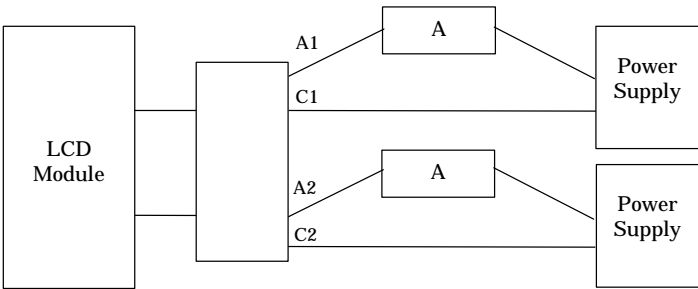 LCD
Module
A1
A
C1
Power
Supply
A2
A
C2
Power
Supply